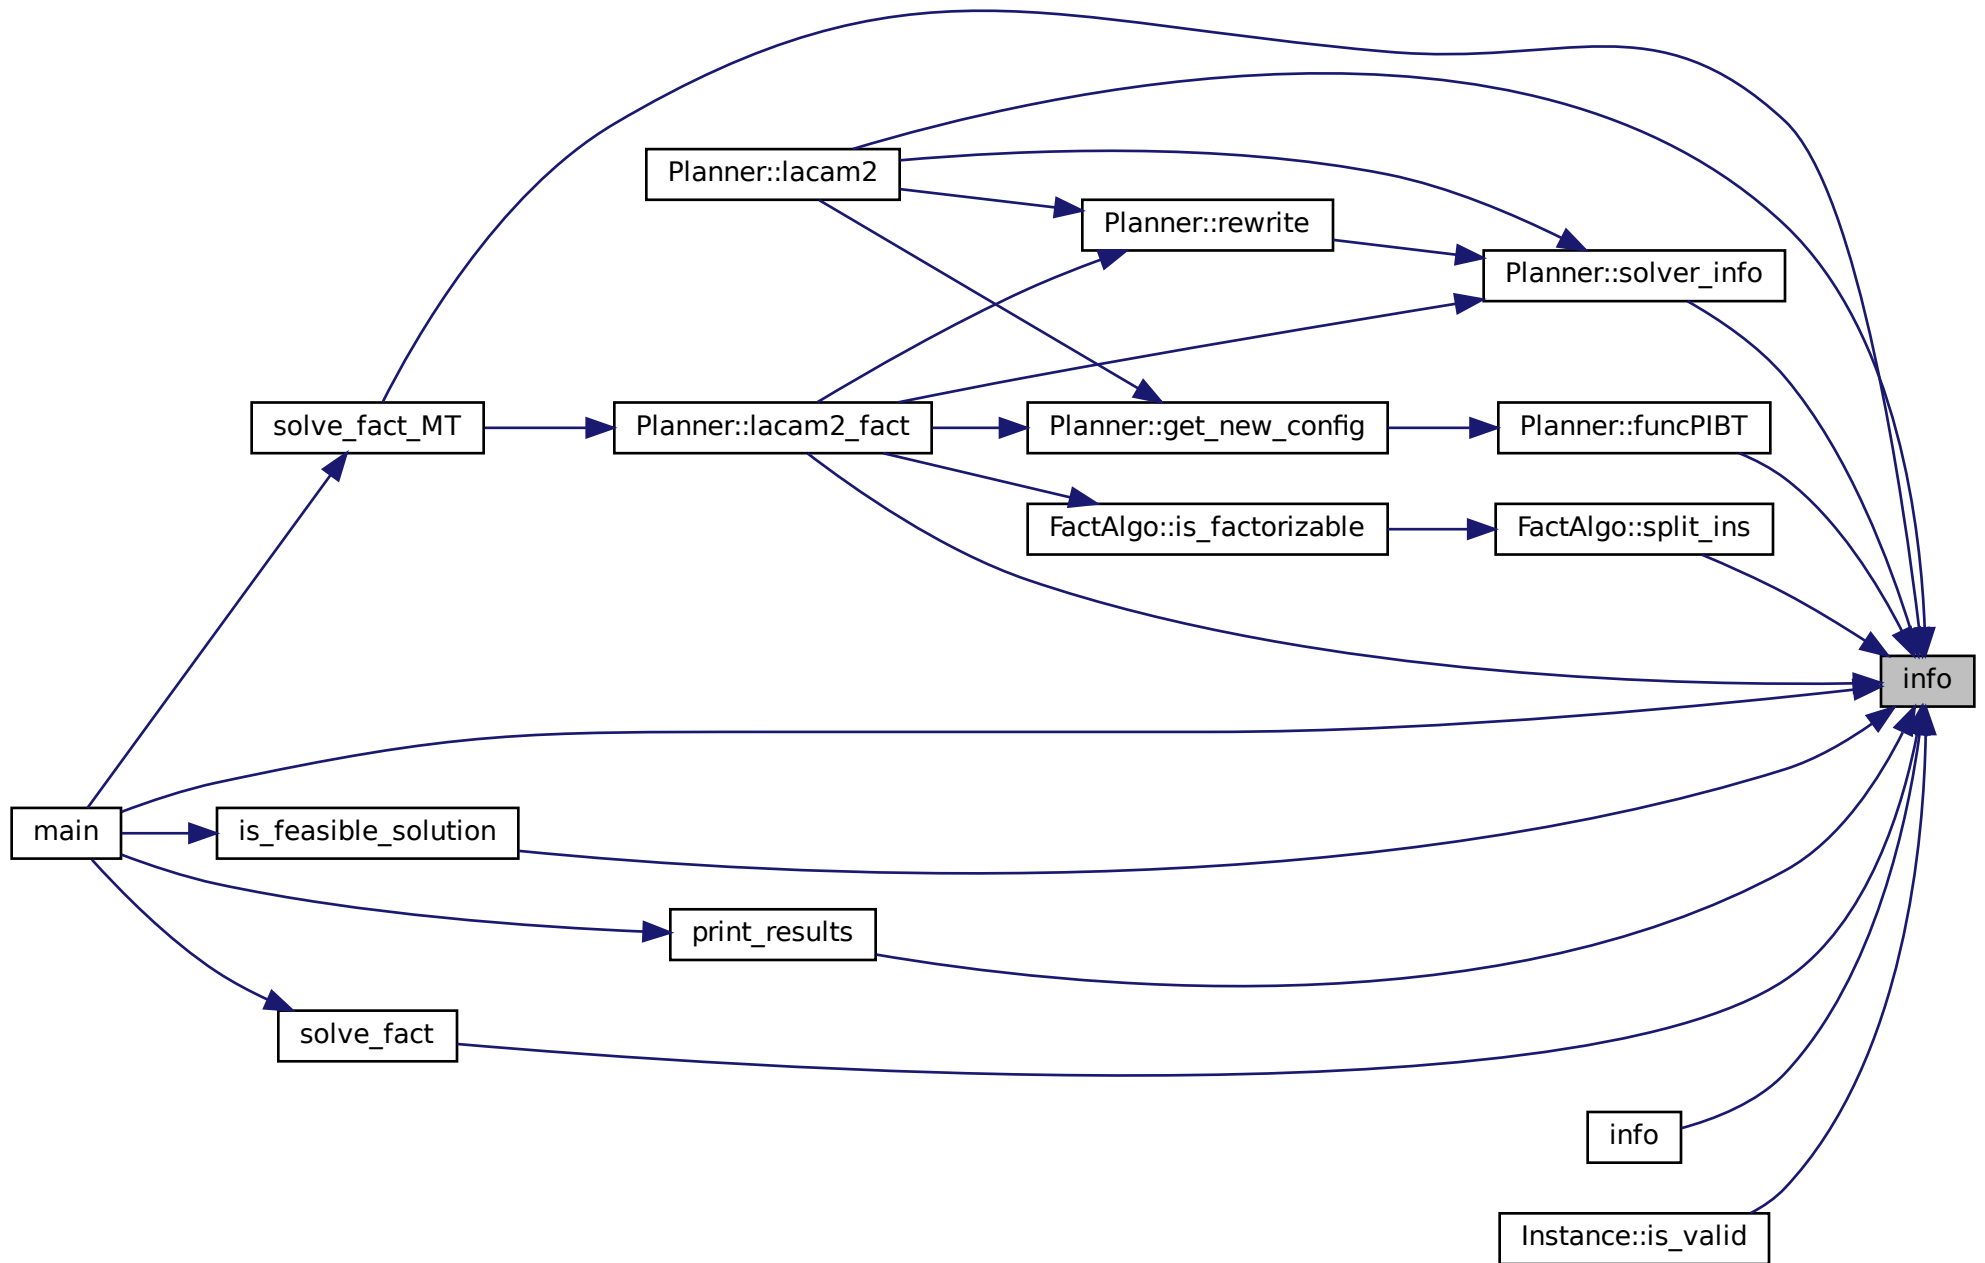 Planner::lacam2
Planner::rewrite
Planner::solver_info
solve_fact_MT
Planner::lacam2_fact
Planner::get_new_config
Planner::funcPIBT
FactAlgo::is_factorizable
FactAlgo::split_ins
info
main
is_feasible_solution
print_results
solve_fact
info
Instance::is_valid